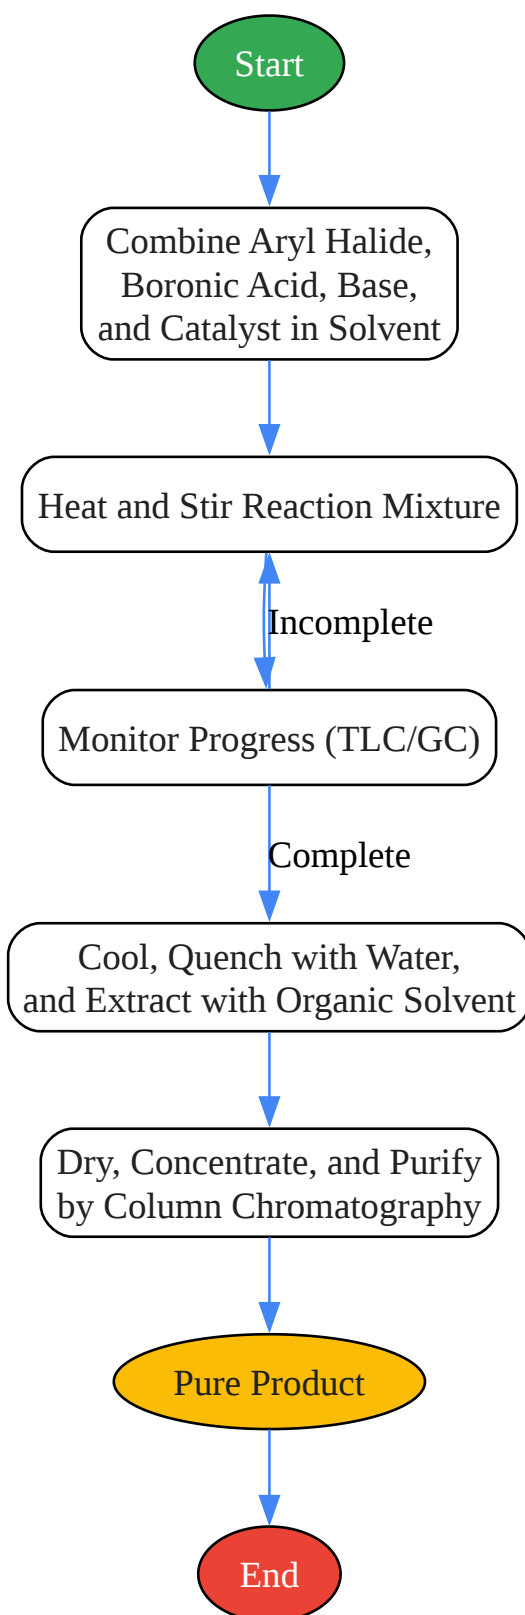 Start
Combine Aryl Halide,
Boronic Acid, Base,
and Catalyst in Solvent
Heat and Stir Reaction Mixture
Incomplete
Monitor Progress (TLC/GC)
Complete
Cool, Quench with Water,
and Extract with Organic Solvent
Dry, Concentrate, and Purify
by Column Chromatography
Pure Product
End